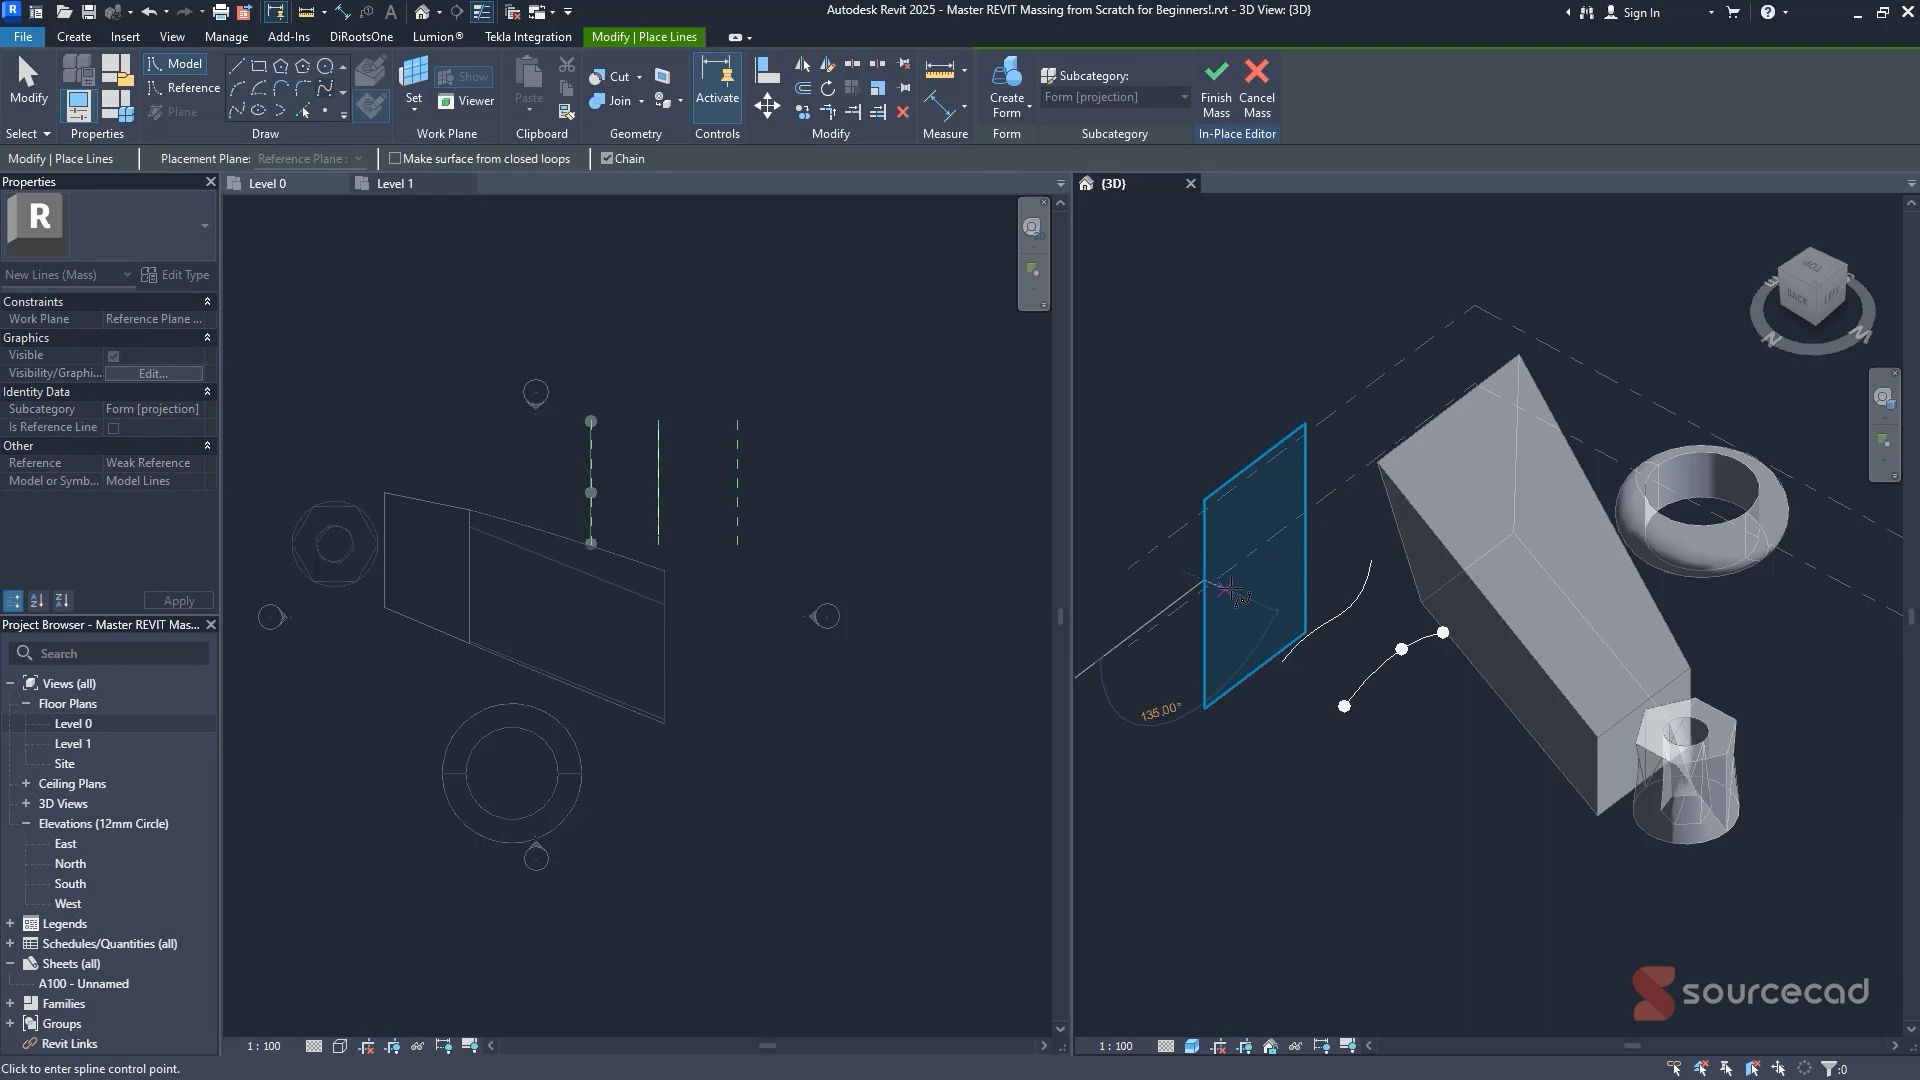 Autodesk Revit 2025 - Master REVIT Massing from Scratch for Beginners!.rvt - 3D View: {3D}
Sign In
File Create Insert View Manage Add-Ins DiRootsOne Lumion® Tekla Integration Modify | Place Lines
Modify
Select
Properties
Model
Reference
Plane
Draw
Set
Show
Viewer
Work Plane
Paste
Clipboard
Cut
Join
Geometry
Activate
Controls
Modify
Measure
Create Form
Form
Subcategory:
Form [projection]
Subcategory
Finish Mass
Cancel Mass
In-Place Editor
Modify | Place Lines
Placement Plane: Reference Plane :
Make surface from closed loops
Chain
Properties
Level 0
Level 1
{3D}
R
New Lines (Mass)
Edit Type
Constraints
Work Plane Reference Plane ...
Graphics
Visible
Visibility/Graphi... Edit...
Identity Data
Subcategory Form [projection]
Is Reference Line
Other
Reference Weak Reference
Model or Symb... Model Lines
Apply
Project Browser - Master REVIT Mas...
Search
Views (all)
Floor Plans
Level 0
Level 1
Site
Ceiling Plans
3D Views
Elevations (12mm Circle)
East
North
South
West
Legends
Schedules/Quantities (all)
Sheets (all)
A100 - Unnamed
Families
Groups
Revit Links
TOP
BACK
LEFT
N
135.00°
sourcecad
1 : 100
1 : 100
Click to enter spline control point.
:0